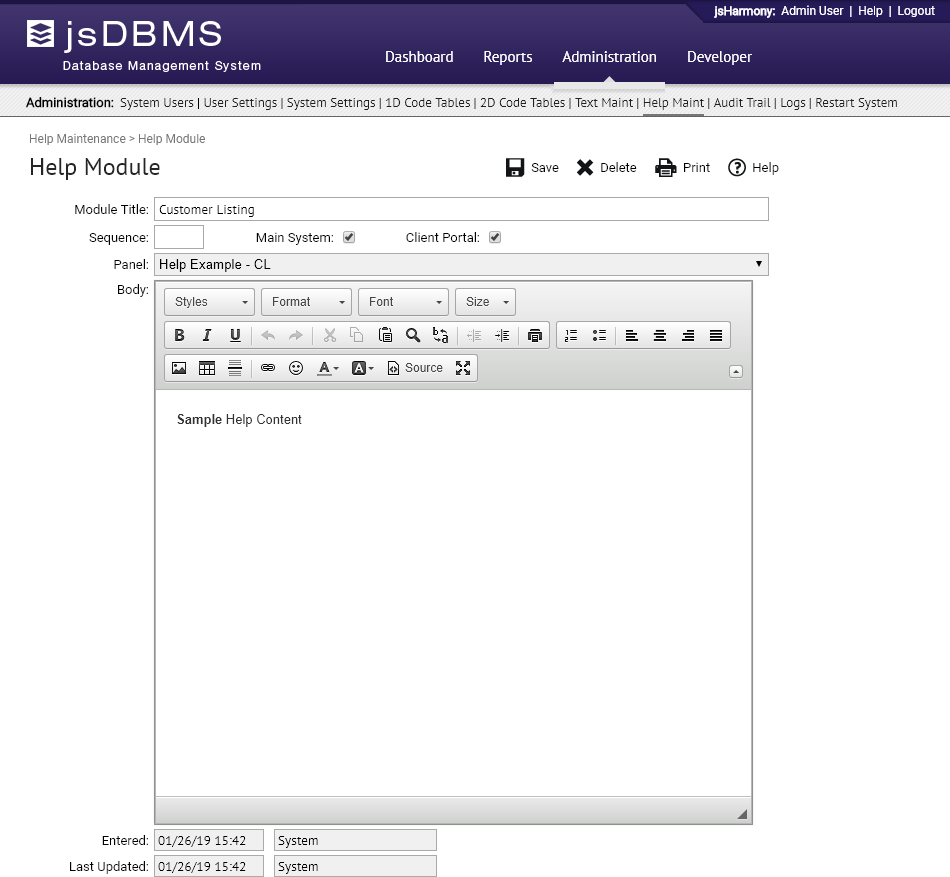 jsHarmony: Admin User | Help | Logout
jsDBMS
Database Management System
Dashboard Reports Administration Developer
Administration: System Users | User Settings | System Settings | 1D Code Tables | 2D Code Tables | Text Maint | Help Maint | Audit Trail | Logs | Restart System
Help Maintenance > Help Module
Help Module
Save Delete Print Help
Module Title: Customer Listing
Sequence: Main System: Client Portal:
Panel: Help Example - CL
Body:
Styles Format Font Size
B I U
A A Source
Sample Help Content
Entered: 01/26/19 15:42 System
Last Updated: 01/26/19 15:42 System